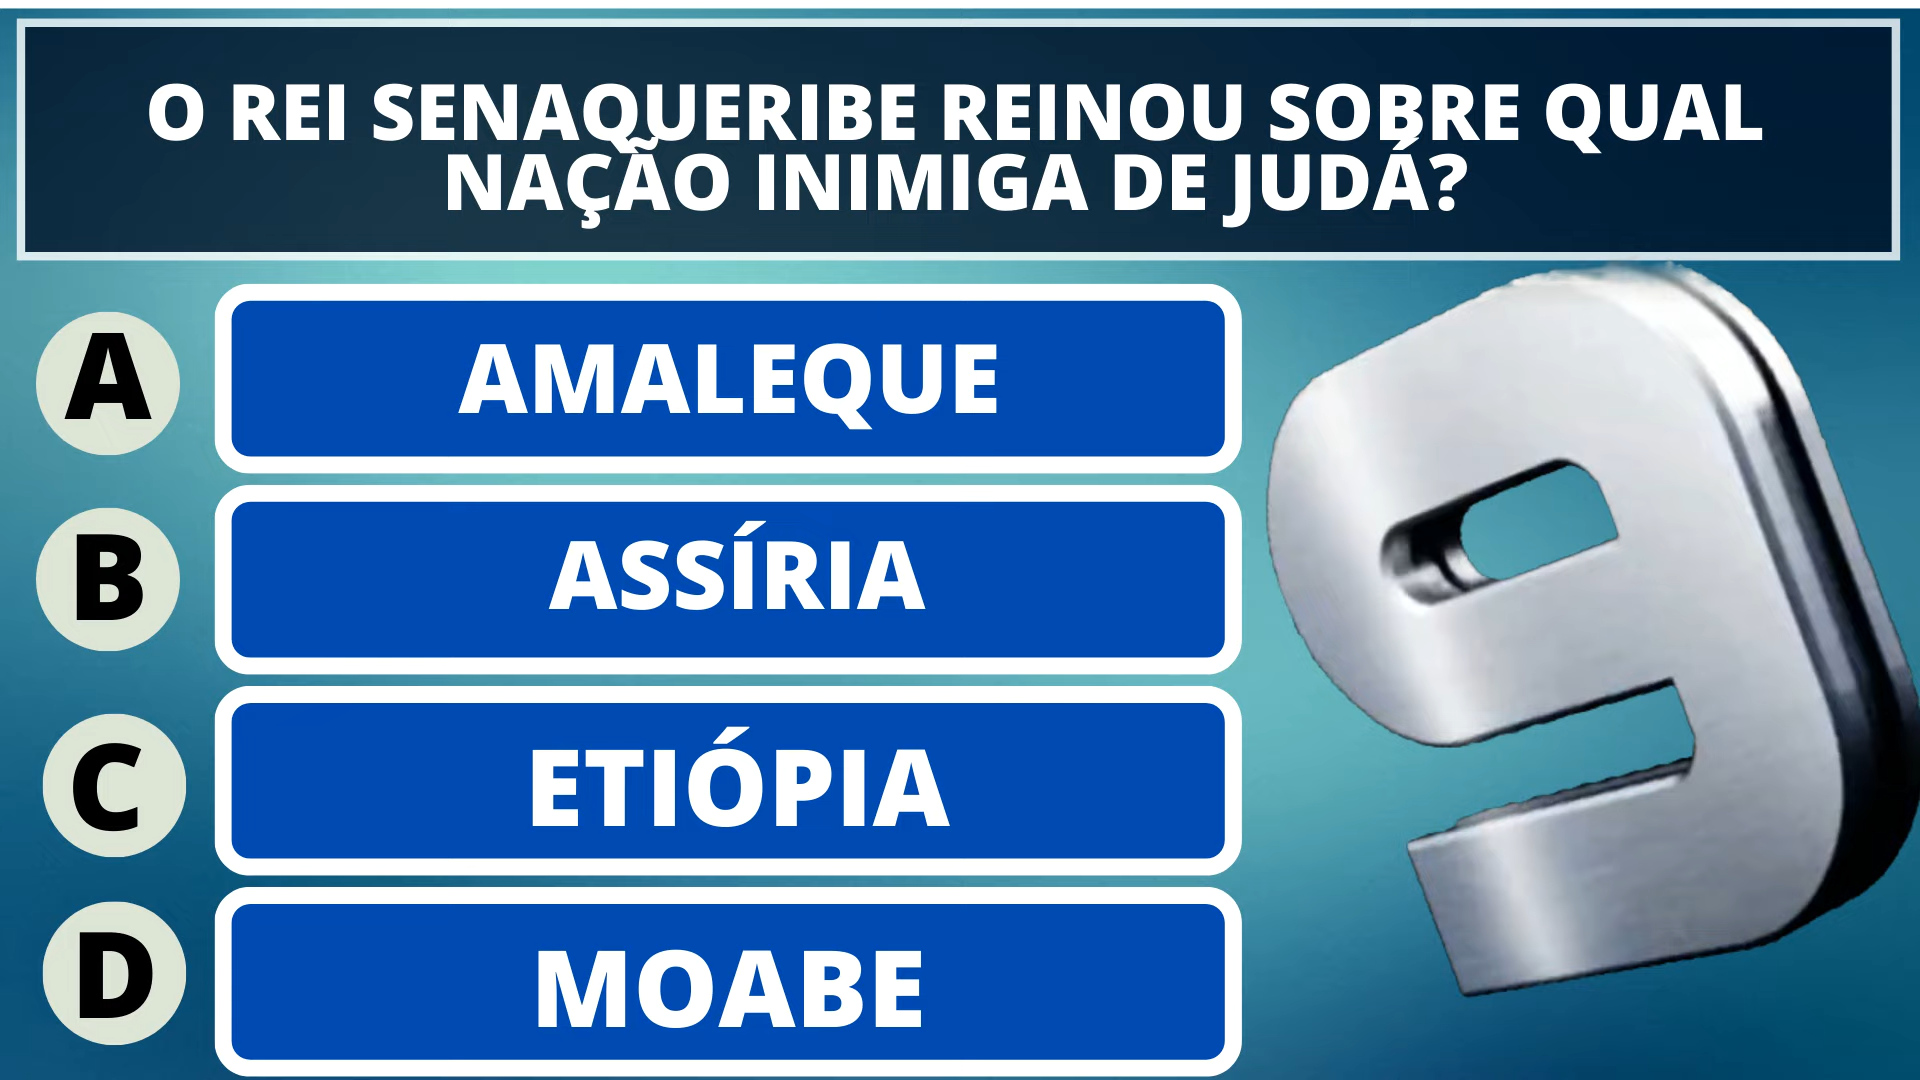 O REI SENAQUERIBE REINOU SOBRE QUAL
NAÇÃO INIMIGA DE JUDÁ?
A
AMALEQUE
B
ASSÍRIA
C
ETIÓPIA
D
MOABE
9